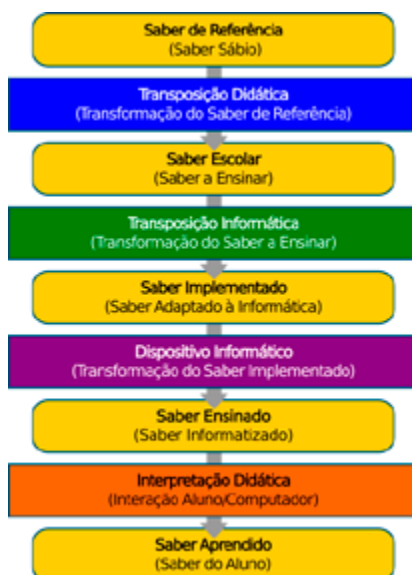 Saber de Referência
(Saber Sábio)
Transposição Didática
(Transformação do Saber de Referência)
Saber Escolar
(Saber a Ensinar)
Transposição Informática
(Transformação do Saber a Ensinar)
Saber Implementado
(Saber Adaptado à Informática)
Dispositivo Informático
(Transformação do Saber Implementado)
Saber Ensinado
(Saber Informatizado)
Interpretação Didática
(Interação Aluno/Computador)
Saber Aprendido
(Saber do Aluno)